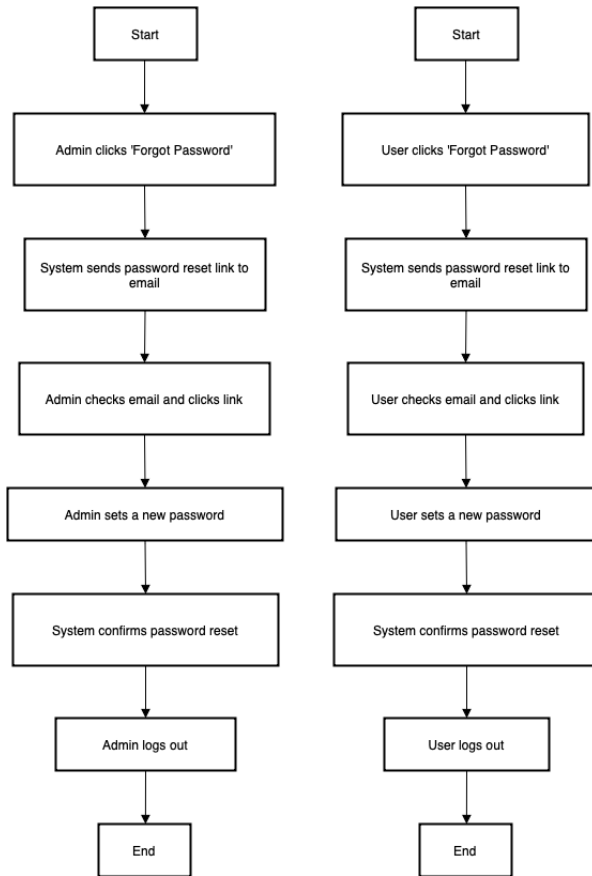 Start
Admin clicks 'Forgot Password'
System sends password reset link to
email
Admin checks email and clicks link
Admin sets a new password
System confirms password reset
Admin logs out
End
Start
User clicks 'Forgot Password'
System sends password reset link to
email
User checks email and clicks link
User sets a new password
System confirms password reset
User logs out
End